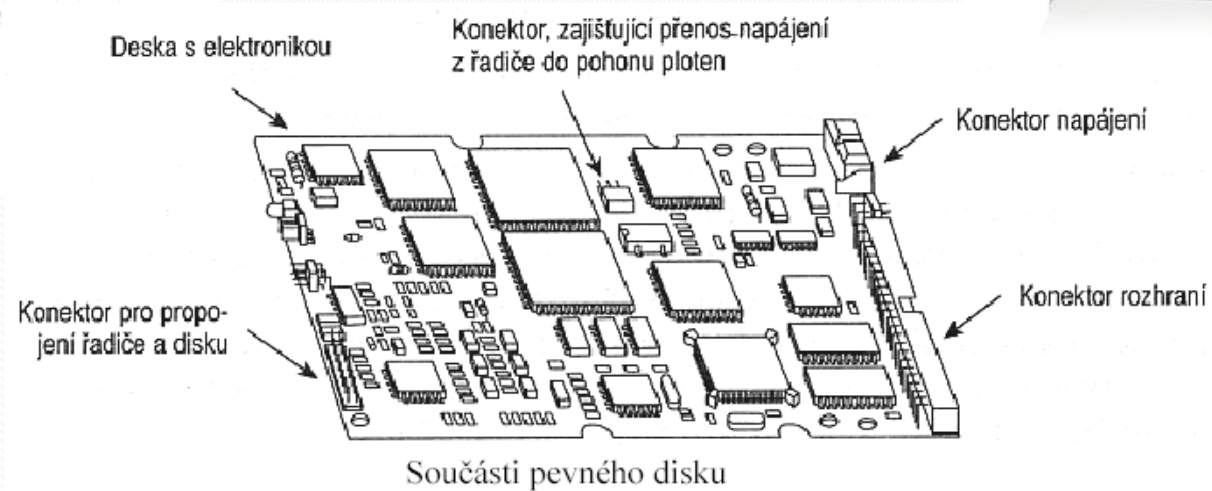 Deska s elektronikou
Konektor, zajišťující přenos napájení
z řadiče do pohonu ploten
Konektor napájení
Konektor pro propo-
jení řadiče a disku
Konektor rozhraní
Součásti pevného disku